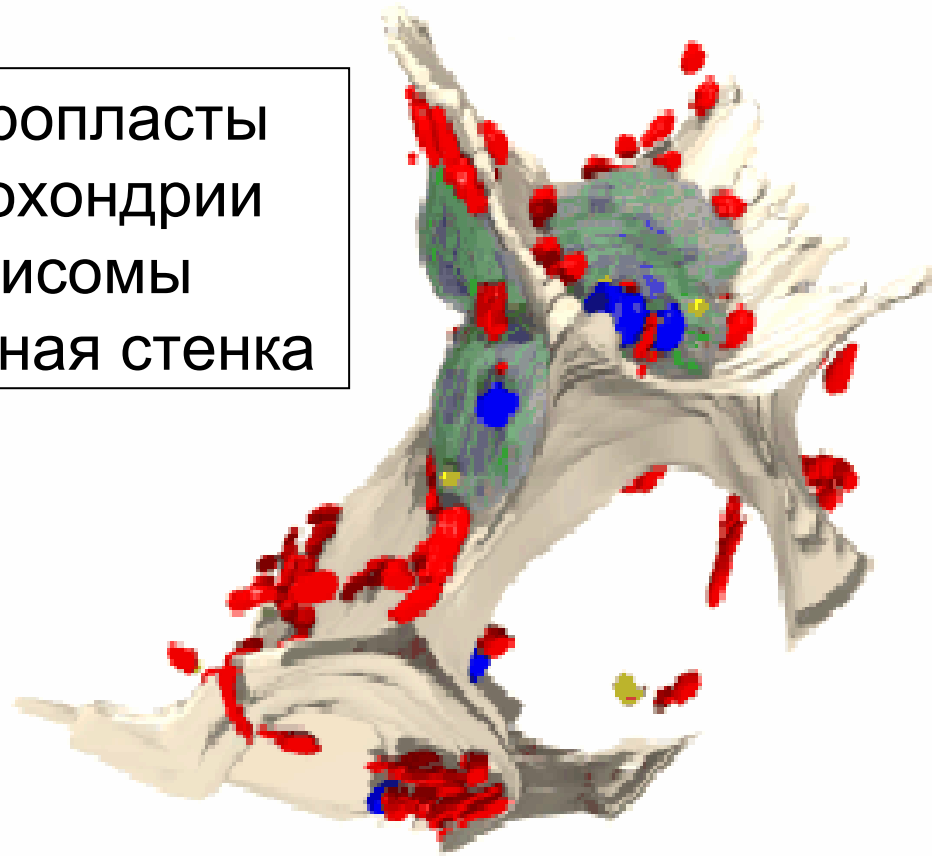 ропласты
охондрии
исомы
ная стенка